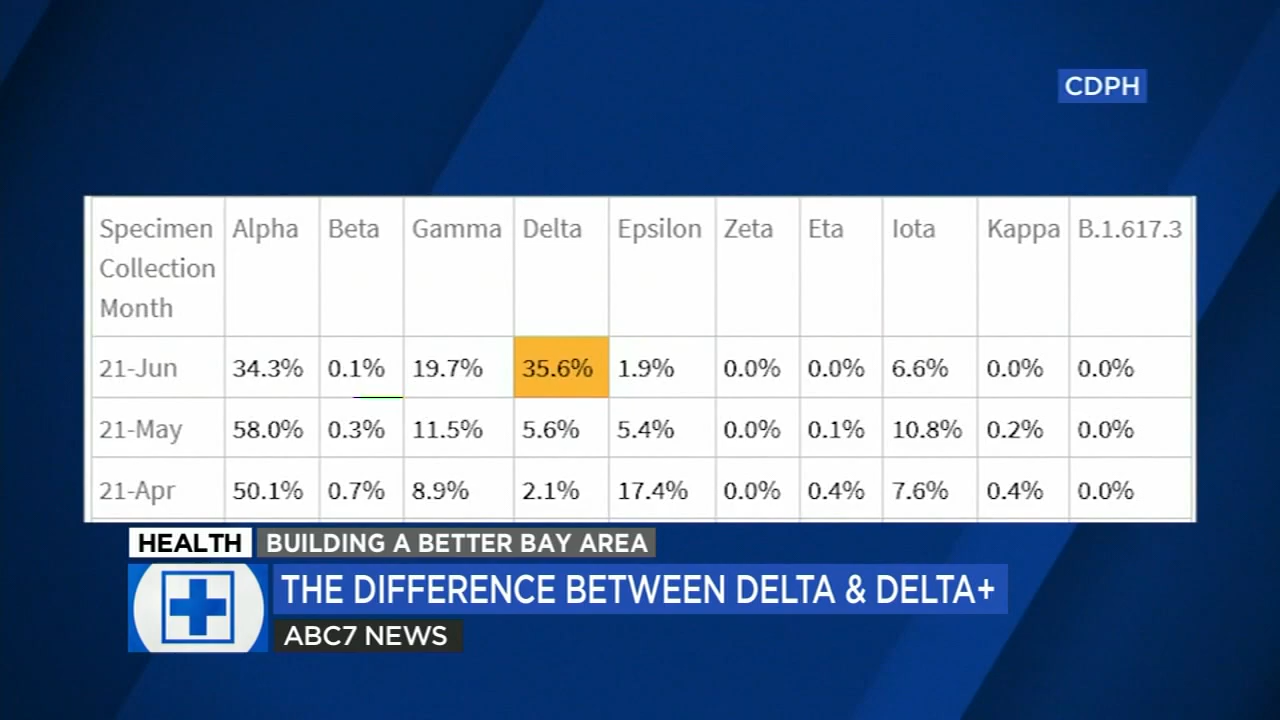 CDPH
Specimen Collection Month Alpha Beta Gamma Delta Epsilon Zeta Eta Iota Kappa B.1.617.3
21-Jun 34.3% 0.1% 19.7% 35.6% 1.9% 0.0% 0.0% 6.6% 0.0% 0.0%
21-May 58.0% 0.3% 11.5% 5.6% 5.4% 0.0% 0.1% 10.8% 0.2% 0.0%
21-Apr 50.1% 0.7% 8.9% 2.1% 17.4% 0.0% 0.4% 7.6% 0.4% 0.0%
HEALTH BUILDING A BETTER BAY AREA
THE DIFFERENCE BETWEEN DELTA & DELTA+
ABC7 NEWS